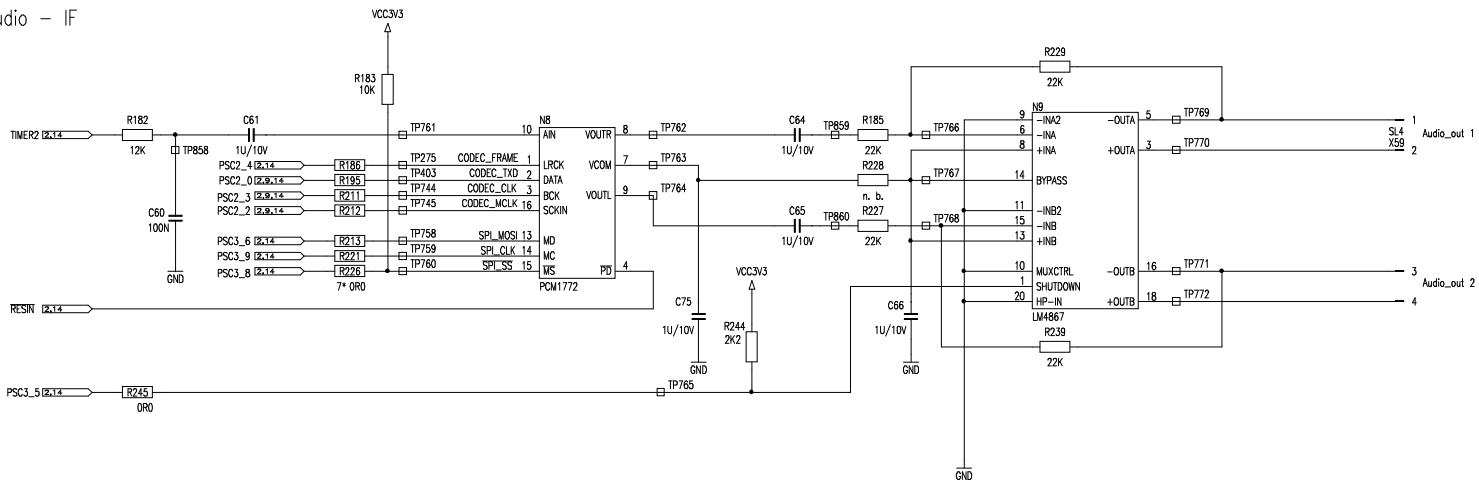 udio - IF
VCC3V3
R183
10K
R229
22K
TIMER2 2.14
R182
12K
TP858
C61
1U/10V
C60
100N
GND
TP761
N8
10 AIN
VOUTR 8
TP762
C64
1U/10V
TP859
R185
22K
TP766
N9
9 -INA2
6 -INA
8 +INA
-OUTA 5
TP769
1
+OUTA 3
TP770
2
SL4
X59
Audio_out 1
PSC2_4 2.14
R186
TP275
CODEC_FRAME
1 LRCK
VCOM 7
TP763
R228
n. b.
TP767
14 BYPASS
PSC2_0 2.9.14
R195
TP403
CODEC_TXD
2 DATA
PSC2_3 2.9.14
R211
TP744
CODEC_CLK
3 BCK
VOUTL 9
TP764
PSC2_2 2.9.14
R212
TP745
CODEC_MCLK
16 SCKIN
C65
1U/10V
TP860
R227
22K
TP768
11 -INB2
15 -INB
13 +INB
PSC3_6 2.14
R213
TP758
SPI_MOSI
13 MD
PSC3_9 2.14
R221
TP759
SPI_CLK
14 MC
PSC3_8 2.14
R226
7* 0R0
TP760
SPI_SS
15 MS
PD 4
PCM1772
10 MUXCTRL
1 SHUTDOWN
20 HP-IN
-OUTB 16
TP771
3
+OUTB 18
TP772
4
Audio_out 2
LM4867
RESIN 2.14
C75
1U/10V
GND
VCC3V3
R244
2K2
C66
1U/10V
GND
R239
22K
PSC3_5 2.14
R245
0R0
TP765
GND